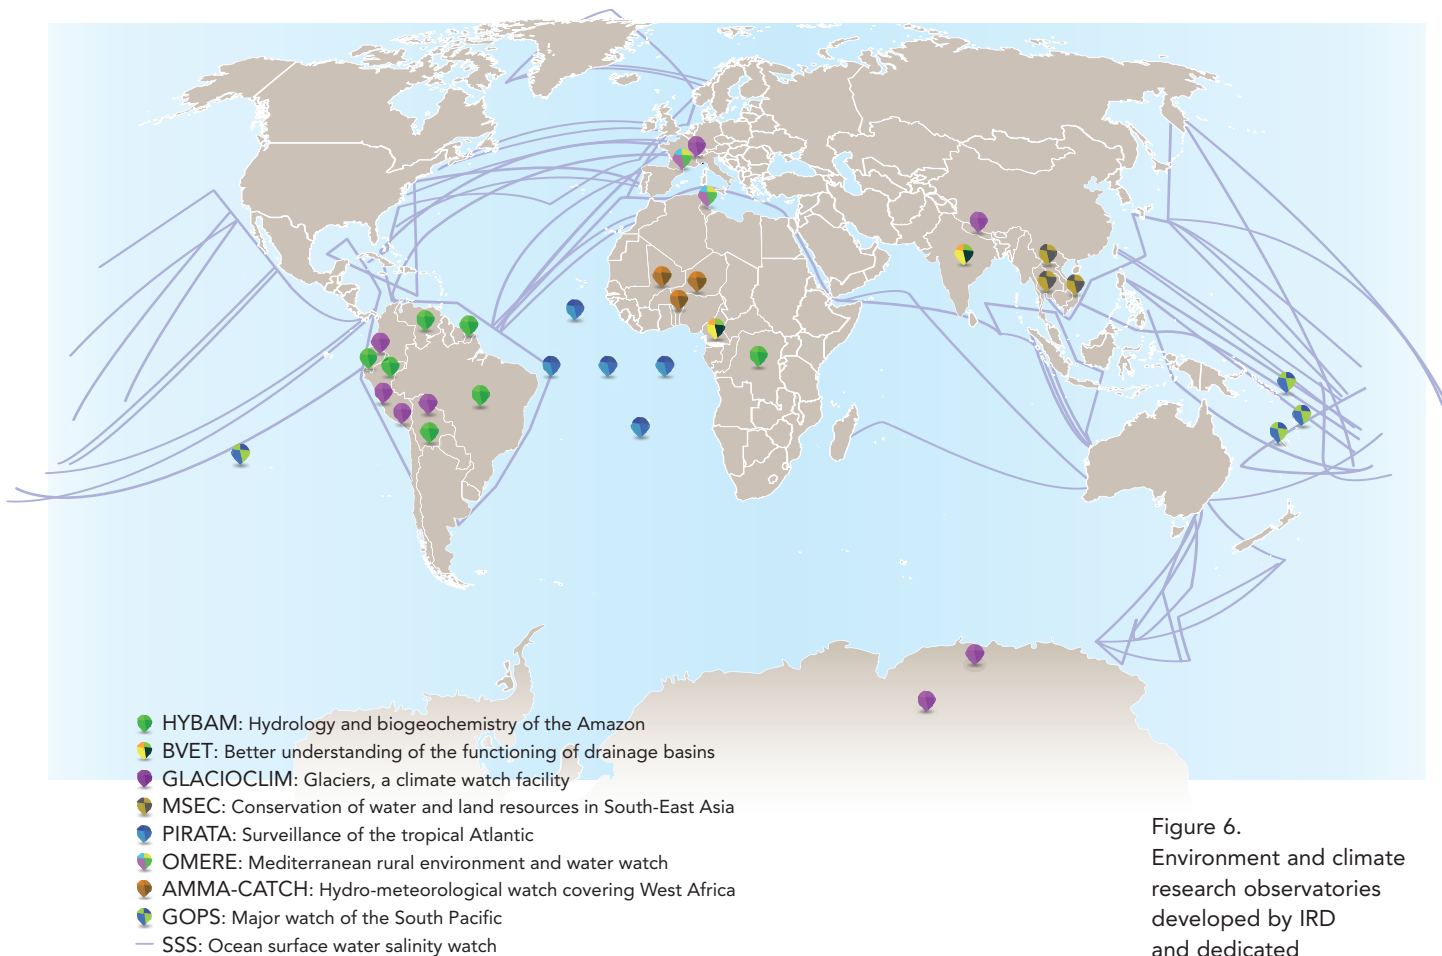 HYBAM: Hydrology and biogeochemistry of the Amazon
BVET: Better understanding of the functioning of drainage basins
GLACIOCLIM: Glaciers, a climate watch facility
MSEC: Conservation of water and land resources in South-East Asia
PIRATA: Surveillance of the tropical Atlantic
OMERE: Mediterranean rural environment and water watch
AMMA-CATCH: Hydro-meteorological watch covering West Africa
GOPS: Major watch of the South Pacific
SSS: Ocean surface water salinity watch
Figure 6.
Environment and climate
research observatories
developed by IRD
and dedicated